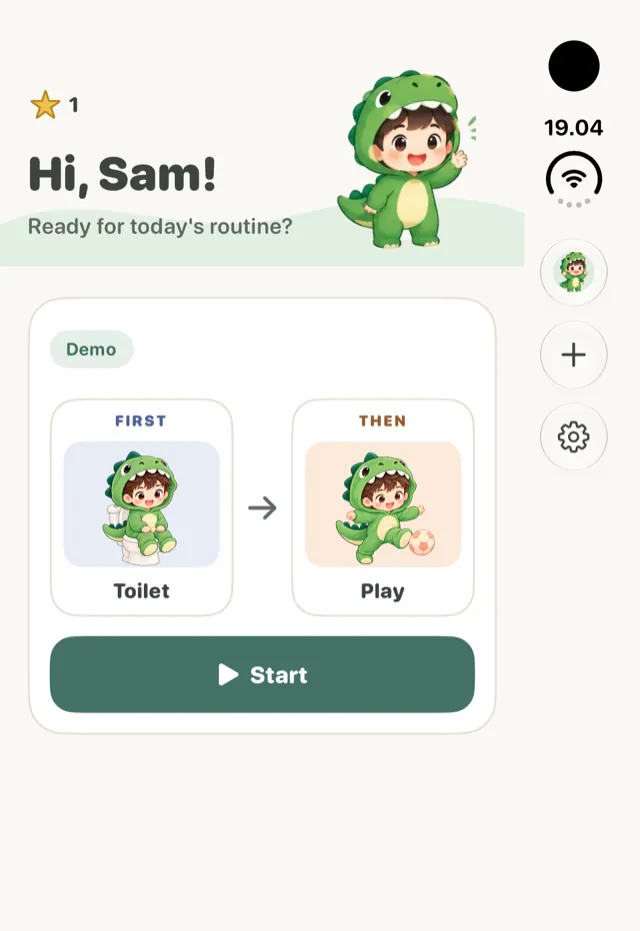 1
19.04
Hi, Sam!
Ready for today's routine?
Demo
FIRST
THEN
Toilet
Play
Start